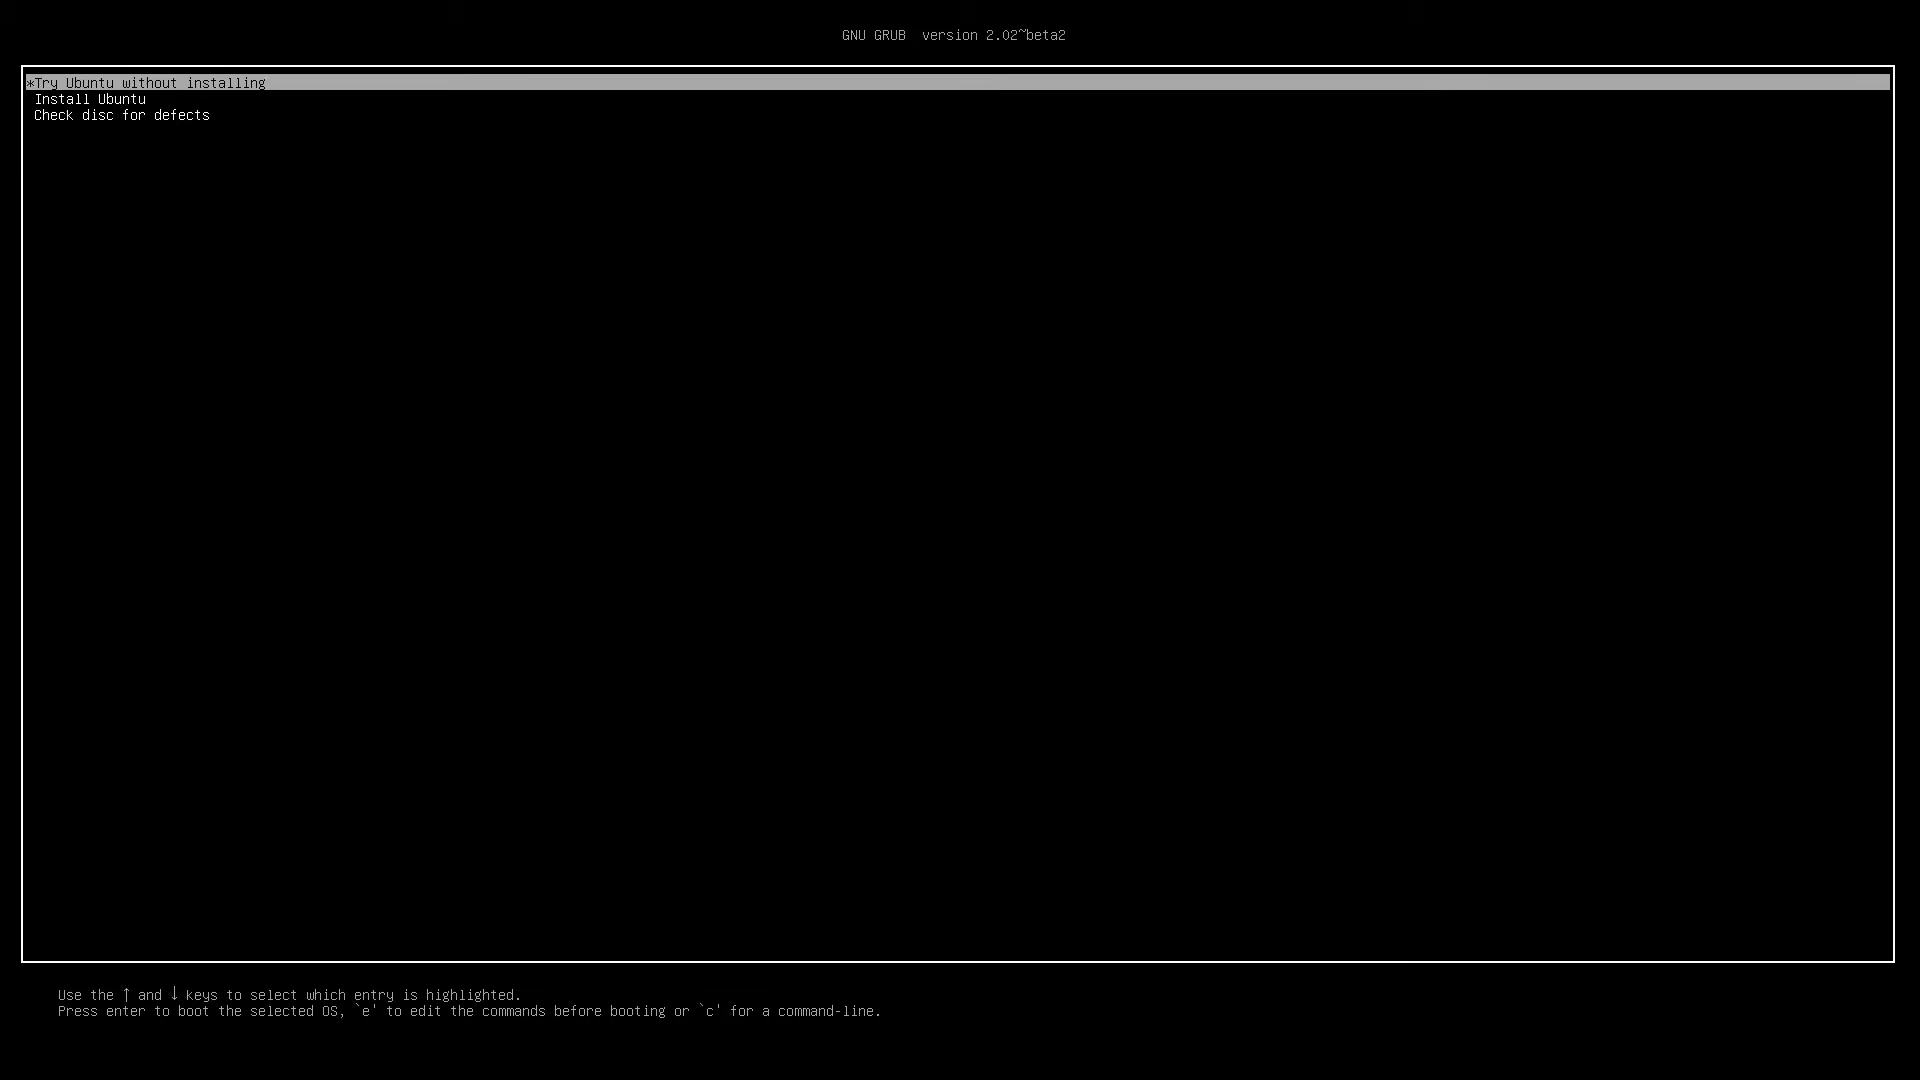 GNU GRUB  version 2.02~beta2
*Try Ubuntu without installing
Install Ubuntu
Check disc for defects
Use the ↑ and ↓ keys to select which entry is highlighted.
Press enter to boot the selected OS, `e' to edit the commands before booting or `c' for a command-line.